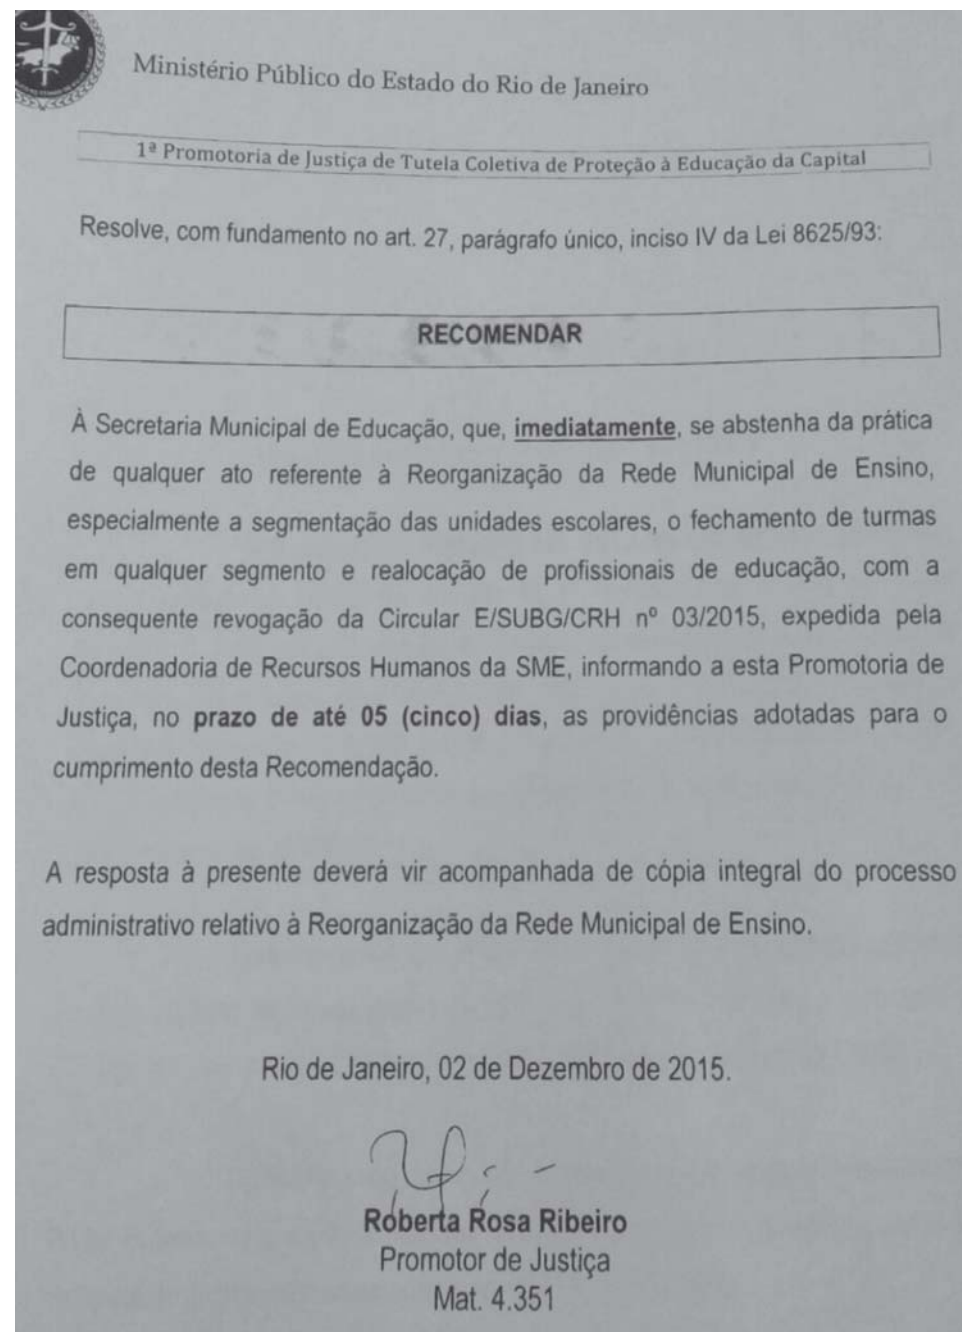 Ministério Público do Estado do Rio de Janeiro
1ª Promotoria de Justiça de Tutela Coletiva de Proteção à Educação da Capital
Resolve, com fundamento no art. 27, parágrafo único, inciso IV da Lei 8625/93:
RECOMENDAR
À Secretaria Municipal de Educação, que, imediatamente, se abstenha da prática
de qualquer ato referente à Reorganização da Rede Municipal de Ensino,
especialmente a segmentação das unidades escolares, o fechamento de turmas
em qualquer segmento e realocação de profissionais de educação, com a
consequente revogação da Circular E/SUBG/CRH nº 03/2015, expedida pela
Coordenadoria de Recursos Humanos da SME, informando a esta Promotoria de
Justiça, no prazo de até 05 (cinco) dias, as providências adotadas para o
cumprimento desta Recomendação.
A resposta à presente deverá vir acompanhada de cópia integral do processo
administrativo relativo à Reorganização da Rede Municipal de Ensino.
Rio de Janeiro, 02 de Dezembro de 2015.
Roberta Rosa Ribeiro
Promotor de Justiça
Mat. 4.351